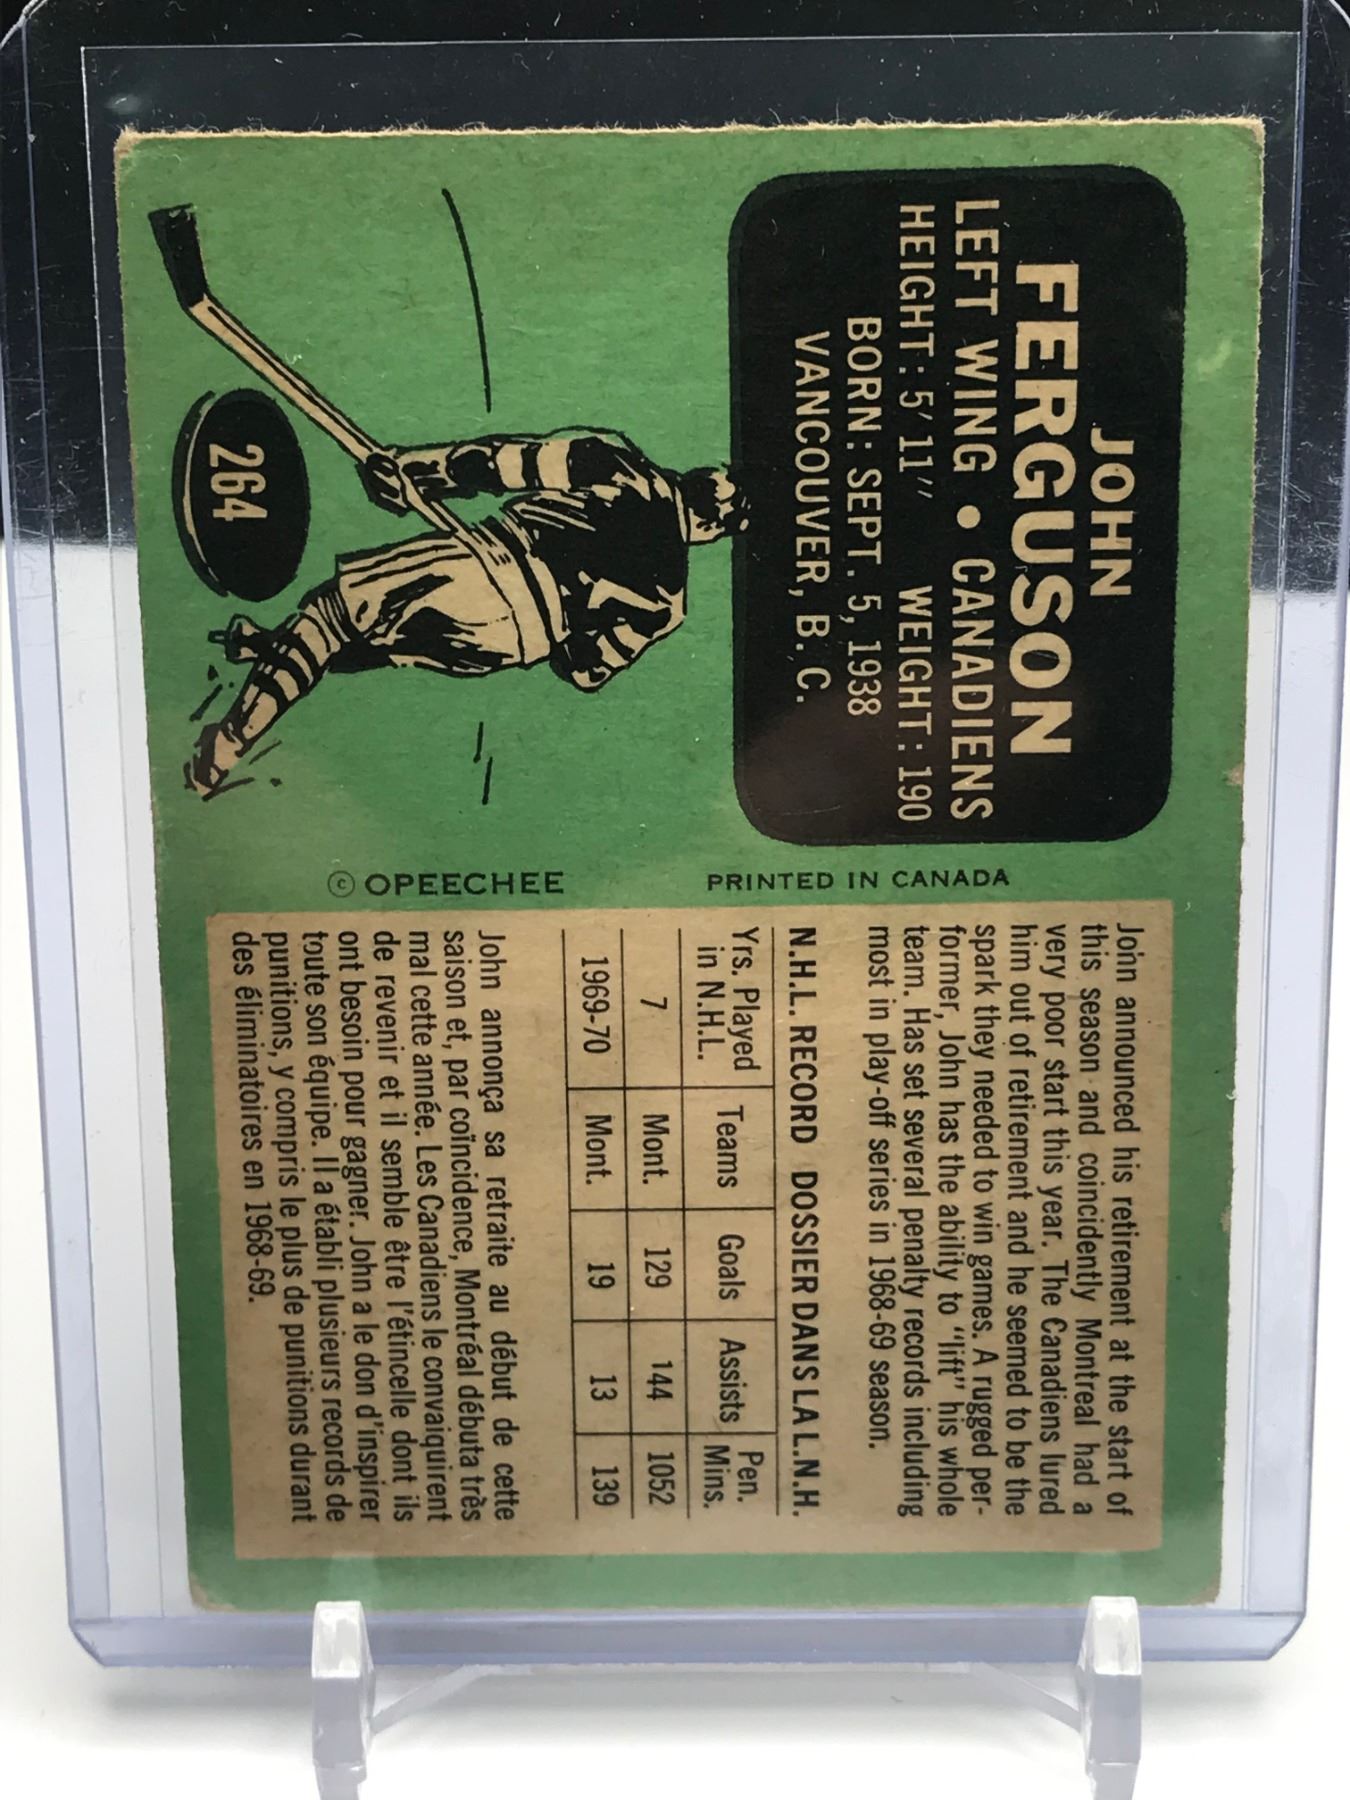 JOHN
FERGUSON
LEFT WING • CANADIENS
HEIGHT: 5'11" WEIGHT: 190
BORN: SEPT. 5, 1938
VANCOUVER, B. C.
264
© OPEECHEE
PRINTED IN CANADA
John announced his retirement at the start of
this season and coincidently Montreal had a
very poor start this year. The Canadiens lured
him out of retirement and he seemed to be the
spark they needed to win games. A rugged per-
former, John has the ability to "lift" his whole
team. Has set several penalty records including
most in play-off series in 1968-69 season.
N.H.L. RECORD DOSSIER DANS LA L.N.H.
Yrs. Played in N.H.L. Teams Goals Assists Pen. Mins.
7 Mont. 129 144 1052
1969-70 Mont. 19 13 139
John annonça sa retraite au début de cette
saison et, par coïncidence, Montréal débuta très
mal cette année. Les Canadiens le convaiquirent
de revenir et il semble être l'étincelle dont ils
ont besoin pour gagner. John a le don d'inspirer
toute son équipe. Il a établi plusieurs records de
punitions, y compris le plus de punitions durant
des éliminatoires en 1968-69.